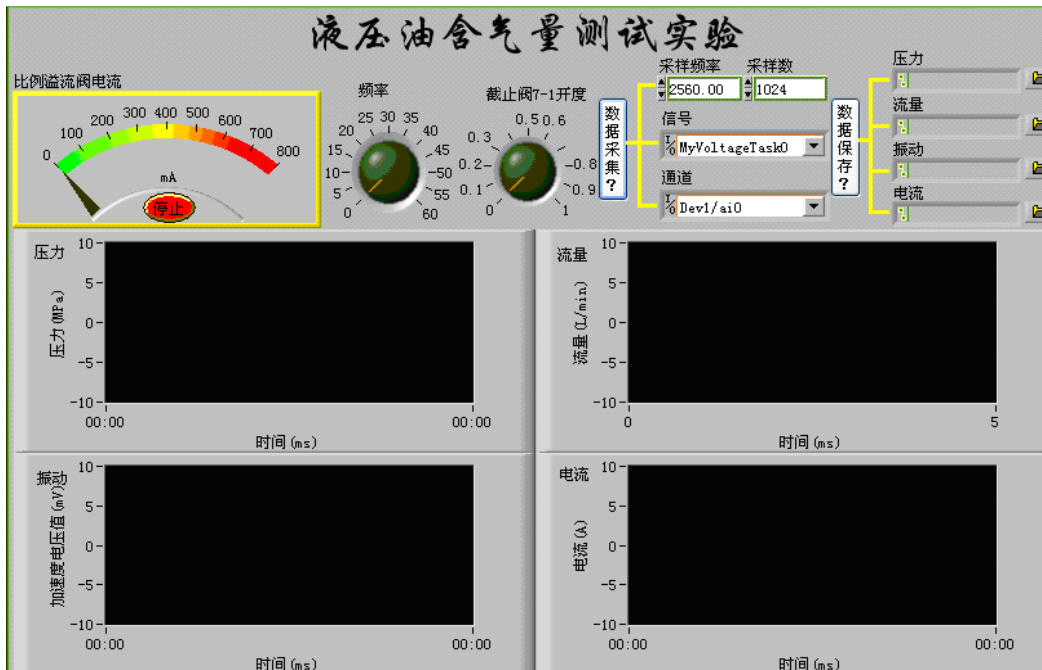 液压油含气量测试实验
比例溢流阀电流
0 100 200 300 400 500 600 700 800
mA
停止
频率
0 5 10 15 20 25 30 35 40 45 50 55 60
截止阀7-1开度
0 0.1 0.2 0.3 0.5 0.6 0.8 0.9 1
数据采集?
采样频率
2560.00
采样数
1024
信号
MyVoltageTask0
通道
Dev1/ai0
数据保存?
压力
流量
振动
电流
压力
压力(MPa)
10
5
0
-5
-10
00:00 00:00
时间(ms)
流量
流量(L/min)
10
5
0
-5
-10
0 5
时间(ms)
振动
加速度电压值(mV)
10
5
0
-5
-10
00:00 00:00
时间(ms)
电流
电流(A)
10
5
0
-5
-10
00:00 00:00
时间(ms)